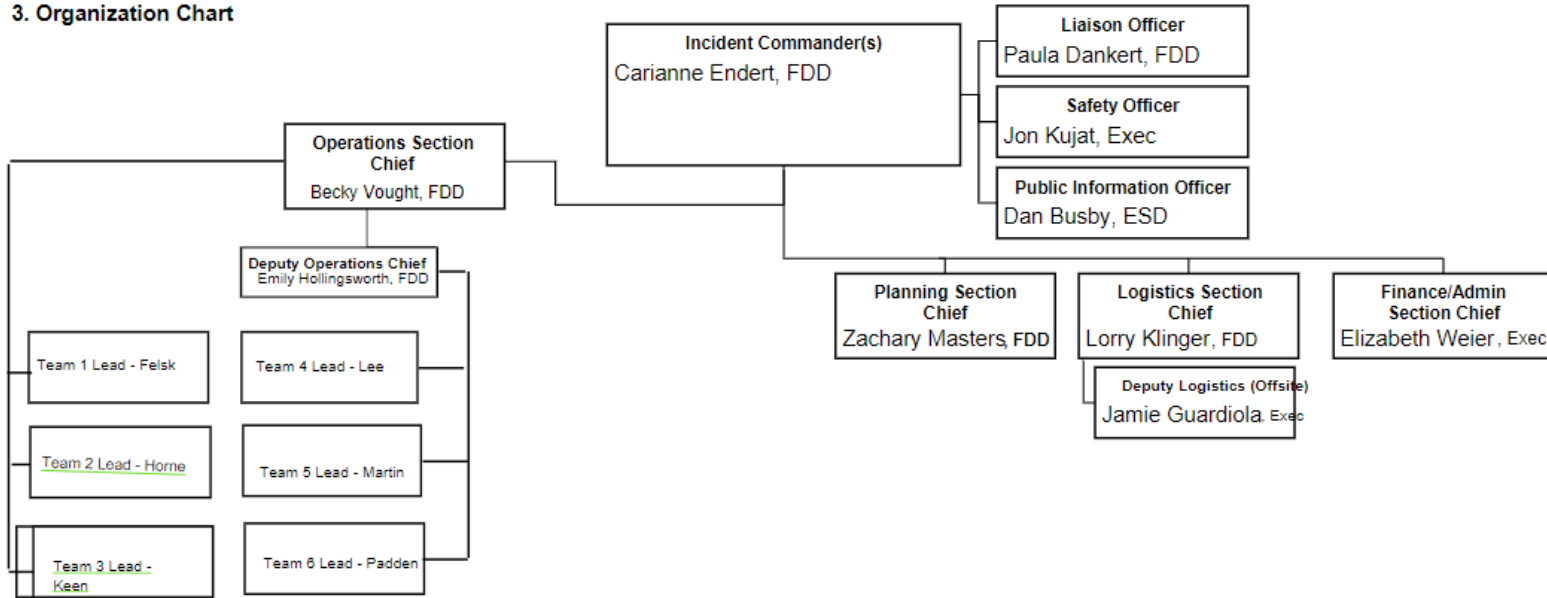 3. Organization Chart
Incident Commander(s)
Carianne Endert, FDD
Liaison Officer
Paula Dankert, FDD
Safety Officer
Jon Kujat, Exec
Public Information Officer
Dan Busby, ESD
Operations Section
Chief
Becky Vought, FDD
Deputy Operations Chief
Emily Hollingsworth, FDD
Team 1 Lead - Felsk
Team 2 Lead - Horne
Team 3 Lead -
Keen
Team 4 Lead - Lee
Team 5 Lead - Martin
Team 6 Lead - Padden
Planning Section
Chief
Zachary Masters, FDD
Logistics Section
Chief
Lorry Klinger, FDD
Deputy Logistics (Offsite)
Jamie Guardiola, Exec
Finance/Admin
Section Chief
Elizabeth Weier, Exec